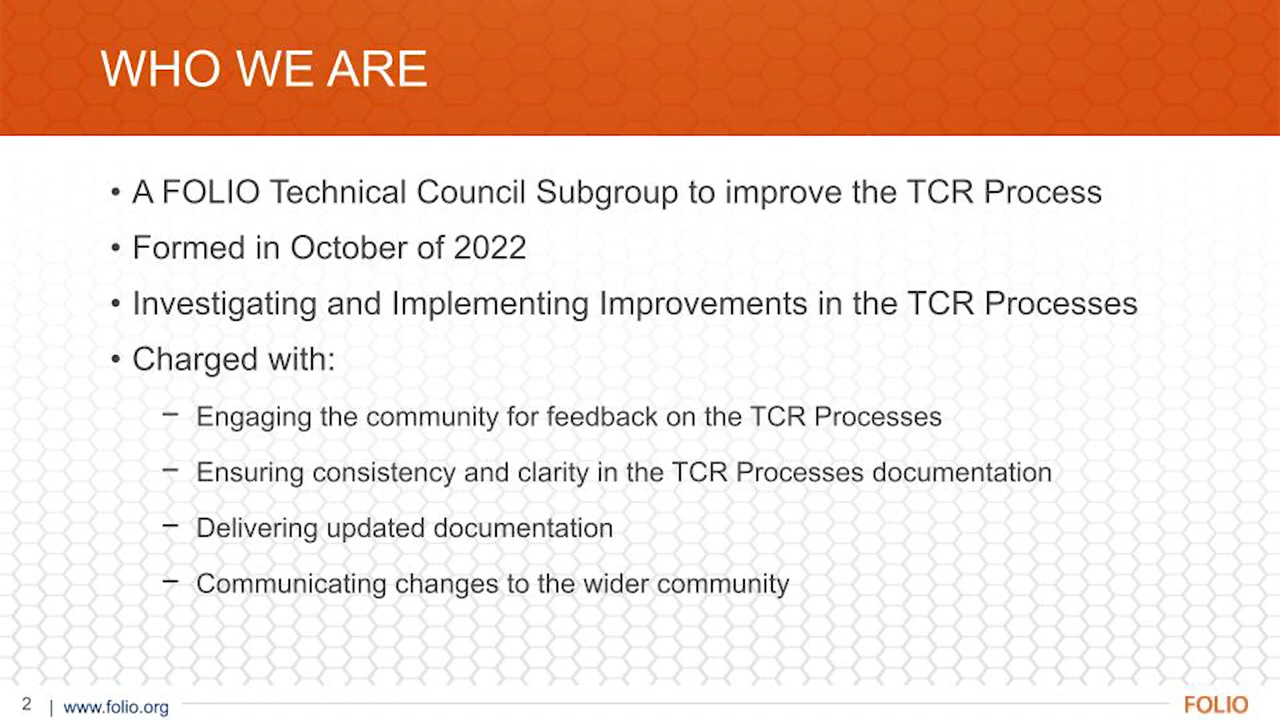 WHO WE ARE
• A FOLIO Technical Council Subgroup to improve the TCR Process
• Formed in October of 2022
• Investigating and Implementing Improvements in the TCR Processes
• Charged with:
– Engaging the community for feedback on the TCR Processes
– Ensuring consistency and clarity in the TCR Processes documentation
– Delivering updated documentation
– Communicating changes to the wider community
2 | www.folio.org FOLIO